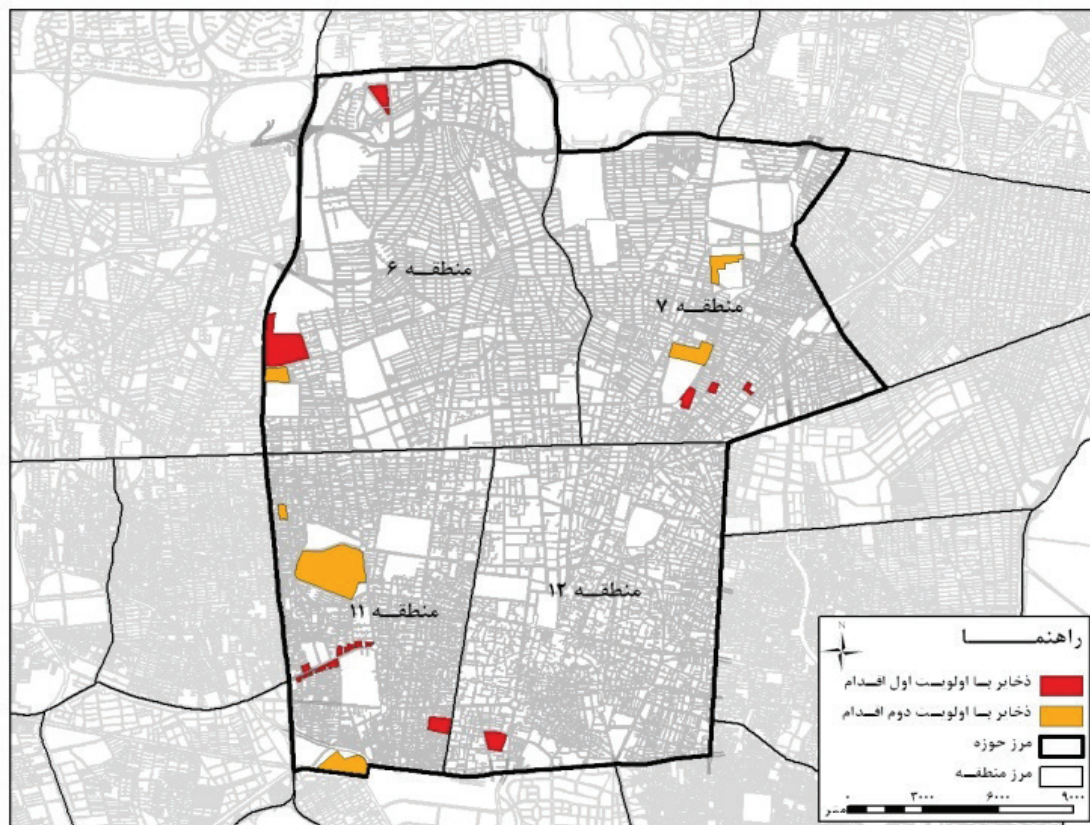 منطقه ۶
منطقه ۷
منطقه ۱۲
منطقه ۱۱
راهنما
N
ذخایر با اولویت اول اقدام
ذخایر با اولویت دوم اقدام
مرز حوزه
مرز منطقه
۰ ۳۰۰۰ ۶۰۰۰ ۹۰۰۰
متر